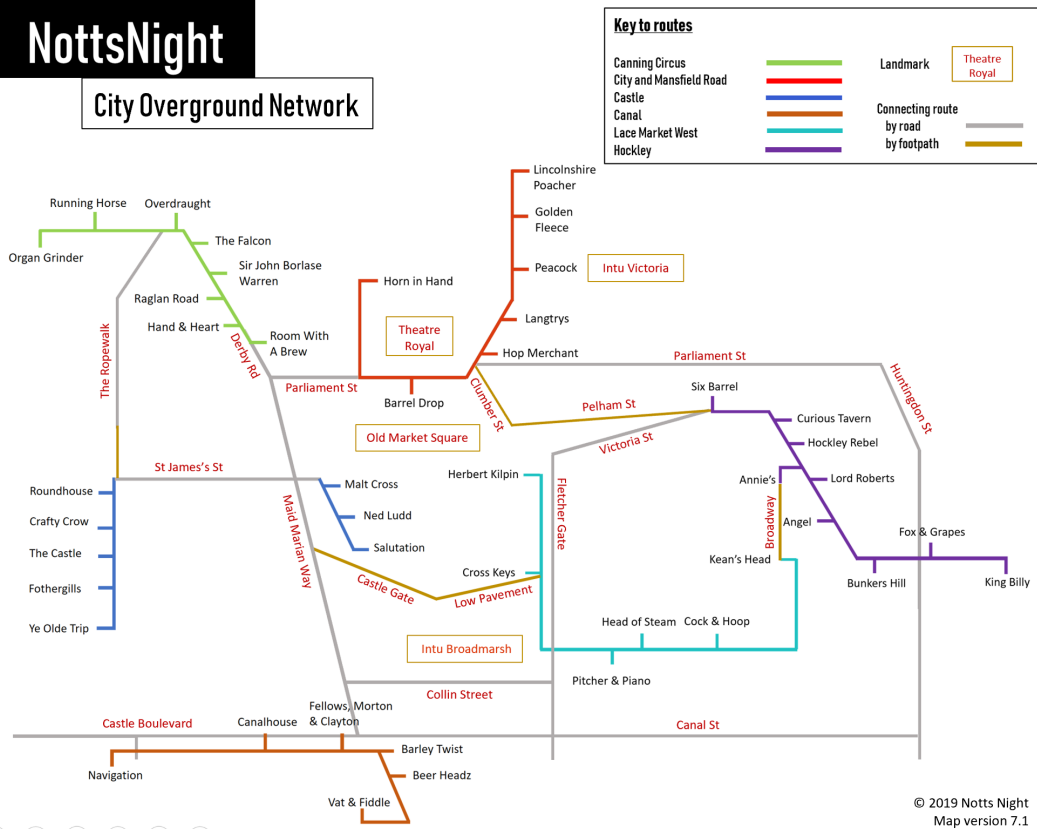 NottsNight
City Overground Network
Key to routes
Canning Circus
City and Mansfield Road
Castle
Canal
Lace Market West
Hockley
Landmark
Theatre
Royal
Connecting route
by road
by footpath
Lincolnshire
Poacher
Running Horse
Overdraught
Golden
Fleece
The Falcon
Organ Grinder
Sir John Borlase
Warren
Peacock
Intu Victoria
Horn in Hand
Raglan Road
Langtrys
Hand & Heart
Theatre
Royal
Room With
A Brew
The Ropewalk
Derby Rd
Hop Merchant
Parliament St
Parliament St
Huntingdon St
Barrel Drop
Clumber St
Six Barrel
Pelham St
Curious Tavern
Old Market Square
Victoria St
Hockley Rebel
St James's St
Herbert Kilpin
Annie's
Lord Roberts
Roundhouse
Malt Cross
Crafty Crow
Ned Ludd
Maid Marian Way
Fletcher Gate
Broadway
Angel
Fox & Grapes
The Castle
Salutation
Kean's Head
Cross Keys
Bunkers Hill
King Billy
Fothergills
Castle Gate
Low Pavement
Ye Olde Trip
Head of Steam
Cock & Hoop
Intu Broadmarsh
Pitcher & Piano
Collin Street
Fellows, Morton
& Clayton
Castle Boulevard
Canalhouse
Canal St
Barley Twist
Navigation
Beer Headz
Vat & Fiddle
© 2019 Notts Night
Map version 7.1